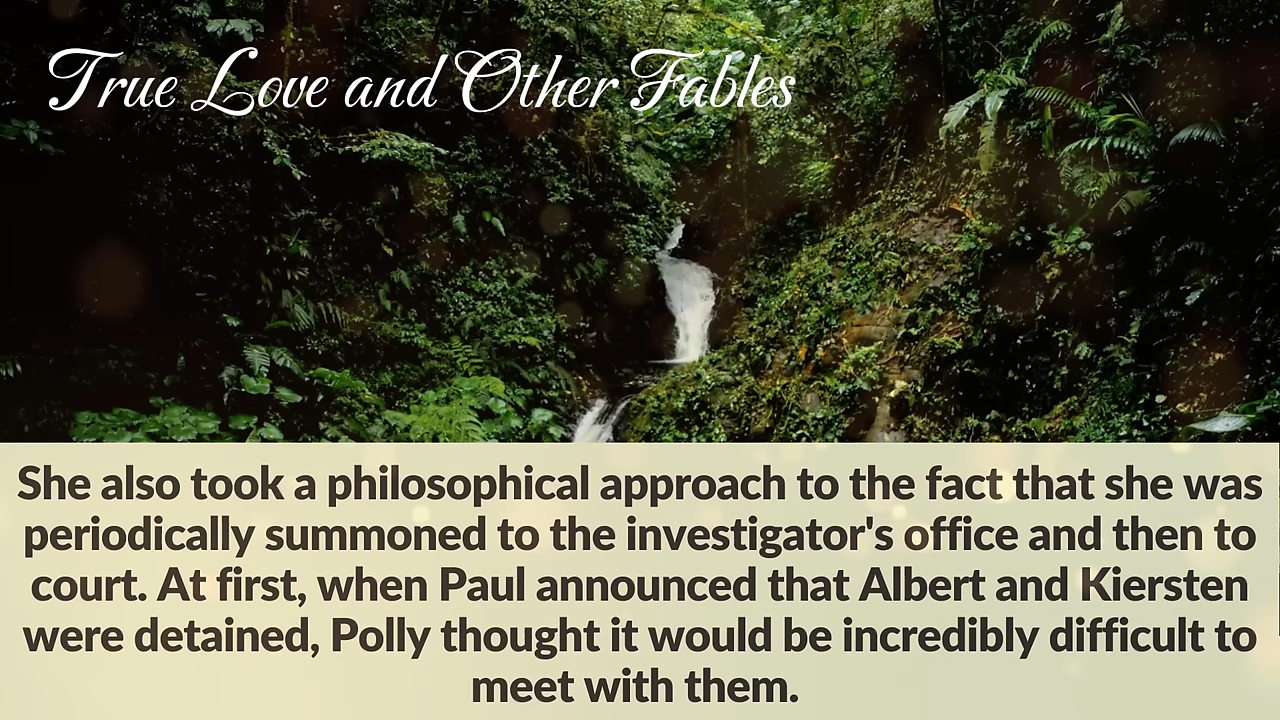 True Love and Other Fables
She also took a philosophical approach to the fact that she was
periodically summoned to the investigator's office and then to
court. At first, when Paul announced that Albert and Kiersten
were detained, Polly thought it would be incredibly difficult to
meet with them.